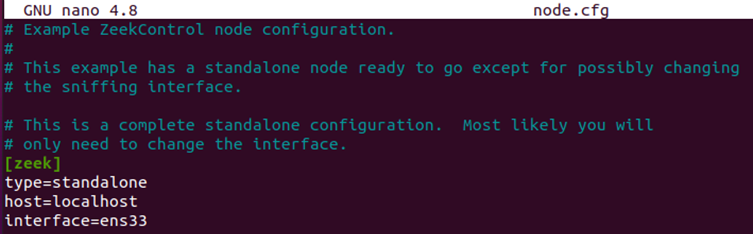 GNU nano 4.8 node.cfg
# Example ZeekControl node configuration.
#
# This example has a standalone node ready to go except for possibly changing
# the sniffing interface.
# This is a complete standalone configuration.  Most likely you will
# only need to change the interface.
[zeek]
type=standalone
host=localhost
interface=ens33